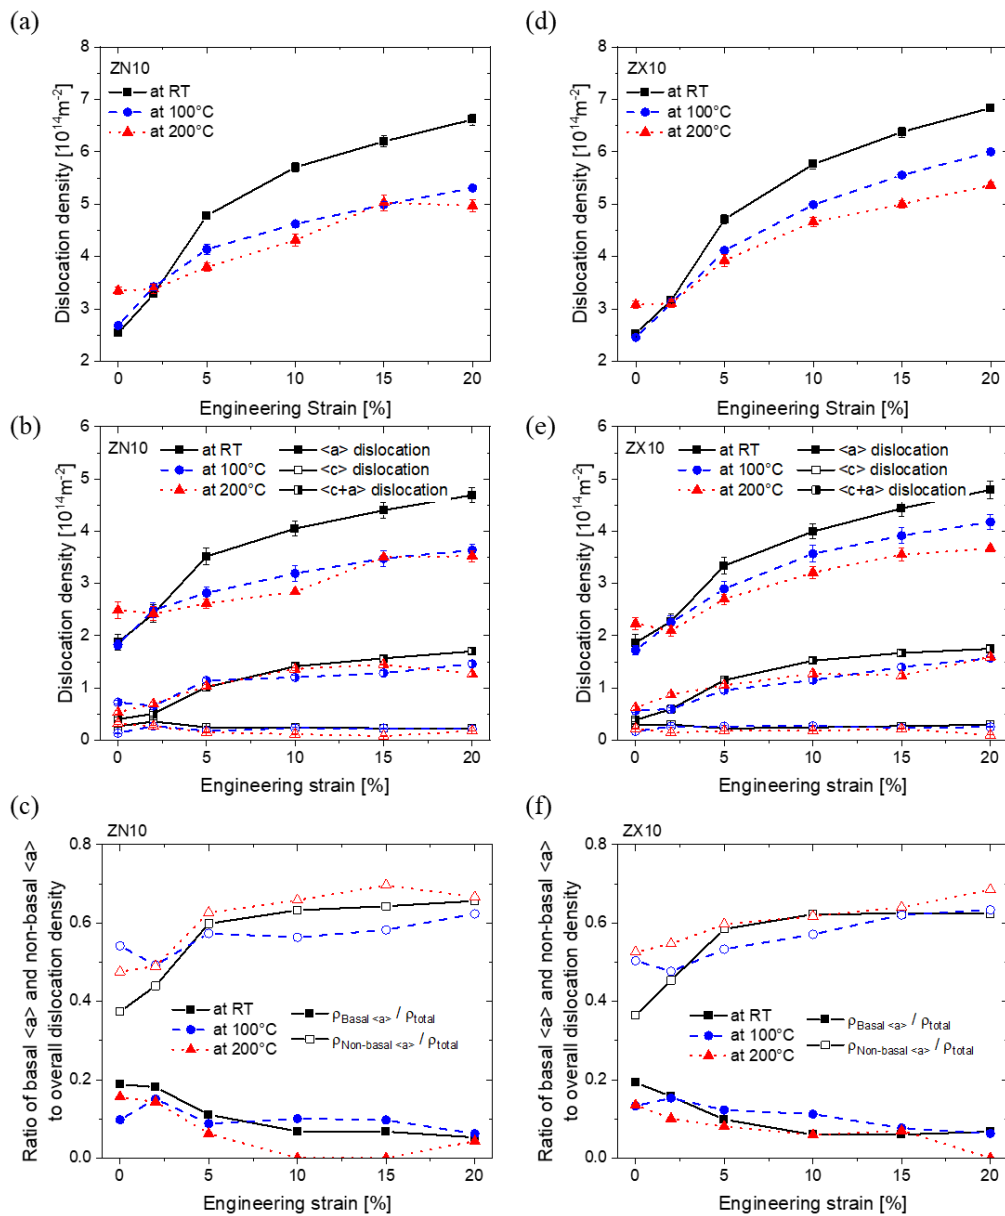 (a)
8
7
6
5
4
3
2
Dislocation density [10¹⁴m⁻²]
ZN10
at RT
at 100°C
at 200°C
0 5 10 15 20
Engineering Strain [%]
(d)
8
7
6
5
4
3
2
Dislocation density [10¹⁴m⁻²]
ZX10
at RT
at 100°C
at 200°C
0 5 10 15 20
Engineering Strain [%]
(b)
6
5
4
3
2
1
0
Dislocation density [10¹⁴m⁻²]
ZN10
at RT
at 100°C
at 200°C
<a> dislocation
<c> dislocation
<c+a> dislocation
0 5 10 15 20
Engineering strain [%]
(e)
6
5
4
3
2
1
0
Dislocation density [10¹⁴m⁻²]
ZX10
at RT
at 100°C
at 200°C
<a> dislocation
<c> dislocation
<c+a> dislocation
0 5 10 15 20
Engineering strain [%]
(c)
ZN10
0.8
0.6
0.4
0.2
0.0
Ratio of basal <a> and non-basal <a>
to overall dislocation density
at RT
at 100°C
at 200°C
ρBasal <a> / ρtotal
ρNon-basal <a> / ρtotal
0 5 10 15 20
Engineering strain [%]
(f)
ZX10
0.8
0.6
0.4
0.2
0.0
Ratio of basal <a> and non-basal <a>
to overall dislocation density
at RT
at 100°C
at 200°C
ρBasal <a> / ρtotal
ρNon-basal <a> / ρtotal
0 5 10 15 20
Engineering strain [%]